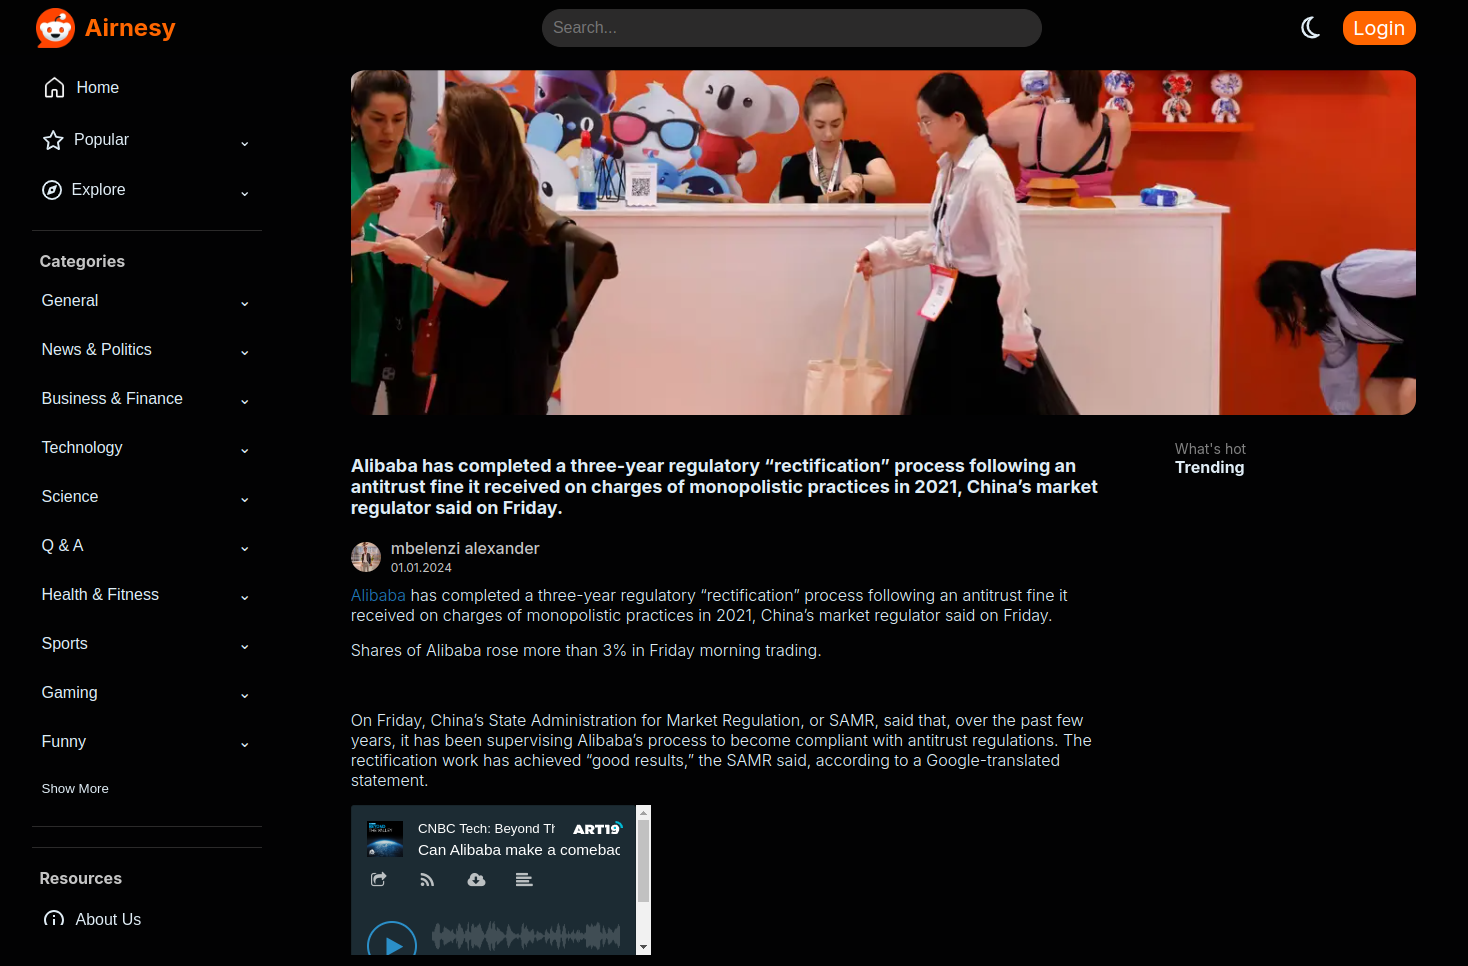 Airnesy
Search...
Login
Home
Popular
Explore
Categories
General
News & Politics
Business & Finance
Technology
Science
Q & A
Health & Fitness
Sports
Gaming
Funny
Show More
Resources
About Us
Alibaba has completed a three-year regulatory “rectification” process following an
antitrust fine it received on charges of monopolistic practices in 2021, China’s market
regulator said on Friday.
mbelenzi alexander
01.01.2024
Alibaba has completed a three-year regulatory “rectification” process following an antitrust fine it
received on charges of monopolistic practices in 2021, China’s market regulator said on Friday.
Shares of Alibaba rose more than 3% in Friday morning trading.
On Friday, China’s State Administration for Market Regulation, or SAMR, said that, over the past few
years, it has been supervising Alibaba’s process to become compliant with antitrust regulations. The
rectification work has achieved “good results,” the SAMR said, according to a Google-translated
statement.
BEYOND
THE VALLEY
CNBC Tech: Beyond Th
ART19
Can Alibaba make a comebac
What's hot
Trending